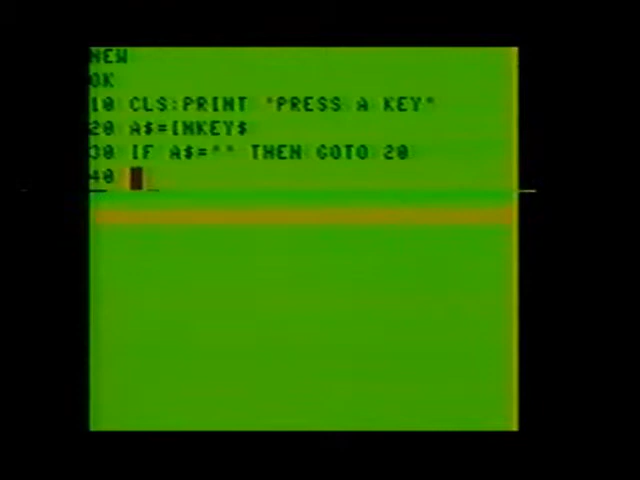 NEW
OK
10 CLS:PRINT "PRESS A KEY"
20 A$=INKEY$
30 IF A$="" THEN GOTO 20
40